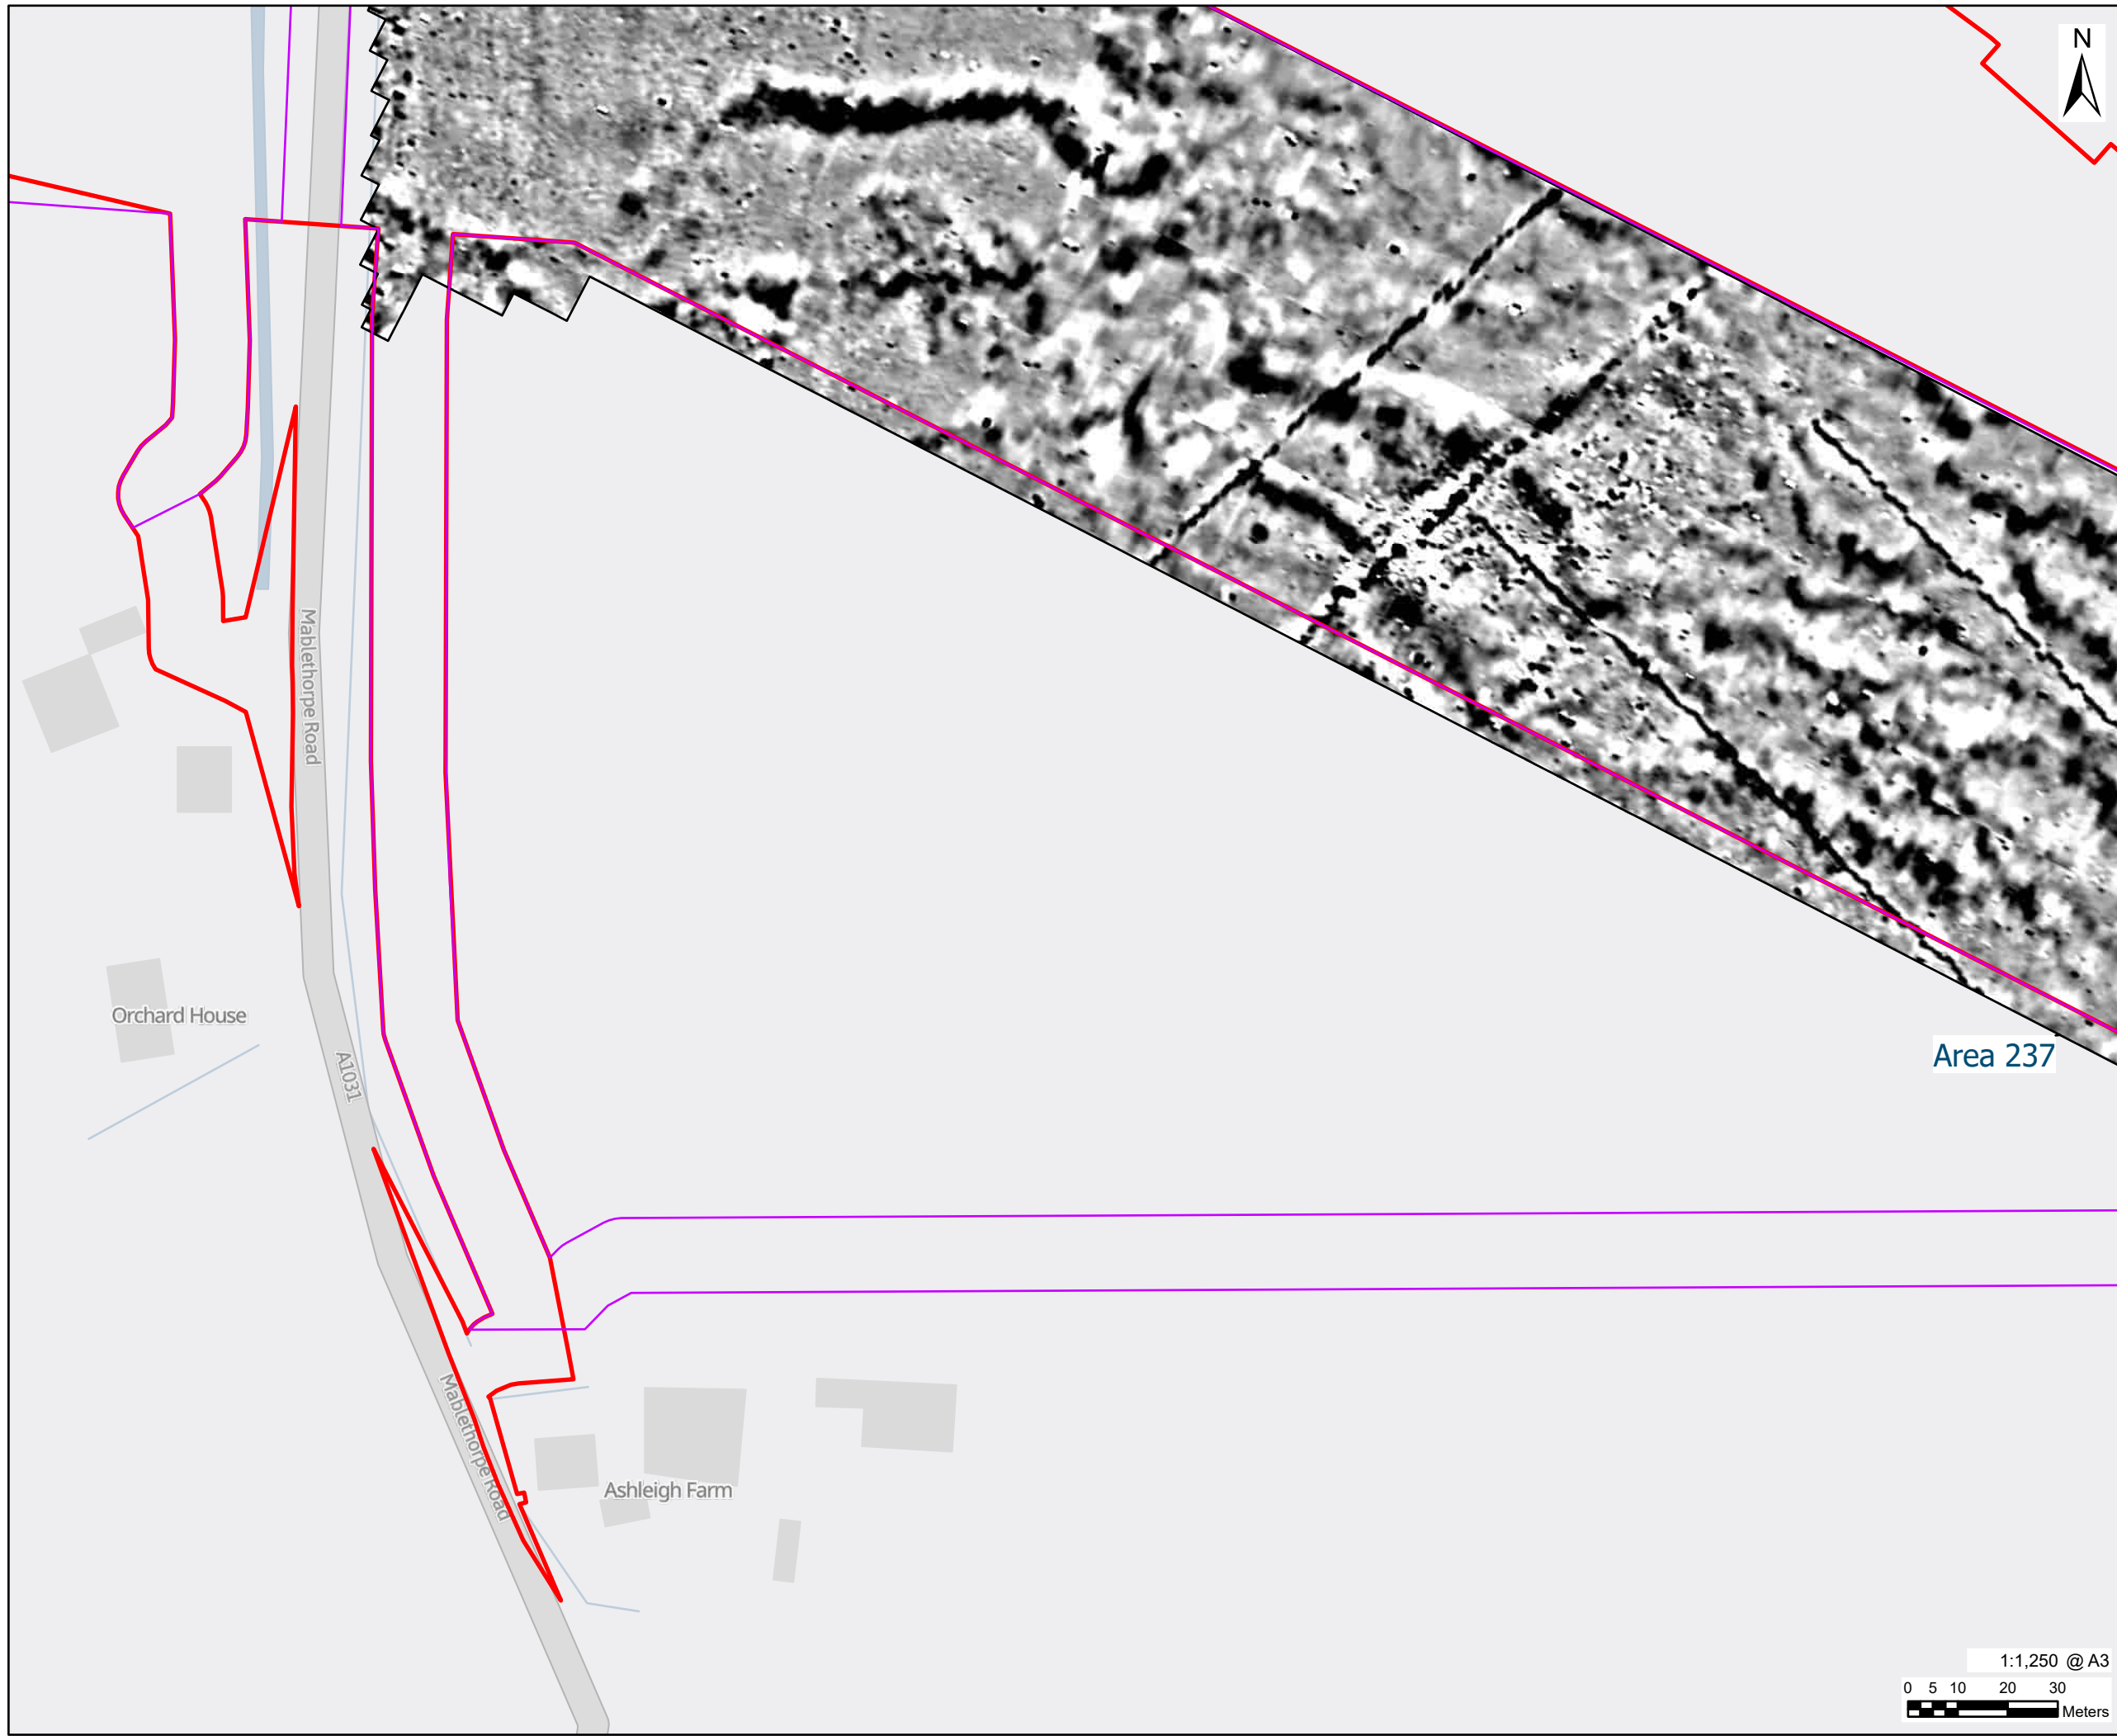 N
Mablethorpe Road
Orchard House
A1031
Area 237
Mablethorpe Road
Ashleigh Farm
1:1,250 @ A3
0 5 10 20 30
Meters